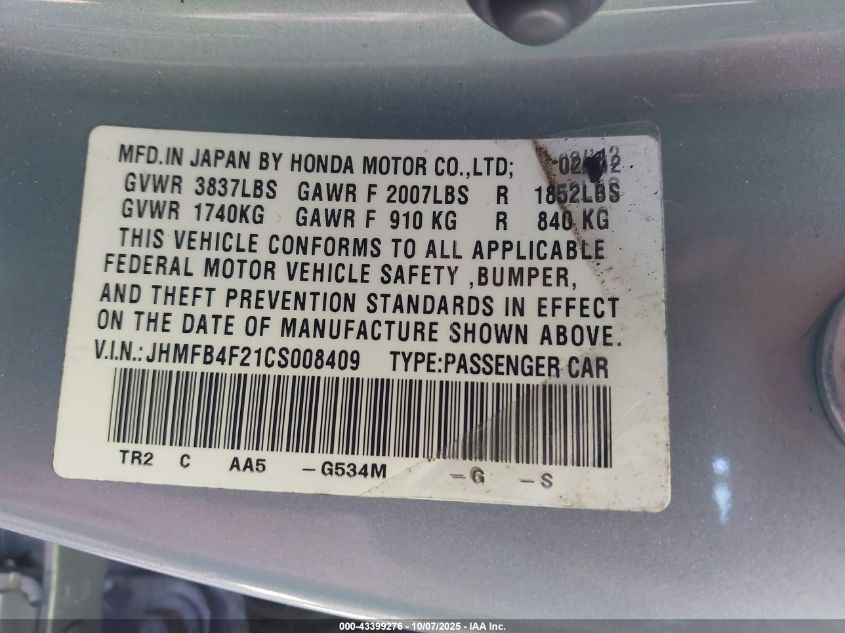 MFD.IN JAPAN BY HONDA MOTOR CO.,LTD;
GVWR 3837LBS GAWR F 2007LBS R 1852LBS
GVWR 1740KG GAWR F 910 KG R 840 KG
THIS VEHICLE CONFORMS TO ALL APPLICABLE
FEDERAL MOTOR VEHICLE SAFETY ,BUMPER,
AND THEFT PREVENTION STANDARDS IN EFFECT
ON THE DATE OF MANUFACTURE SHOWN ABOVE.
V.I.N.:JHMFB4F21CS008409 TYPE:PASSENGER CAR
TR2 C AA5 -G534M -G -S
000-43399276 - 10/07/2025 - IAA Inc.